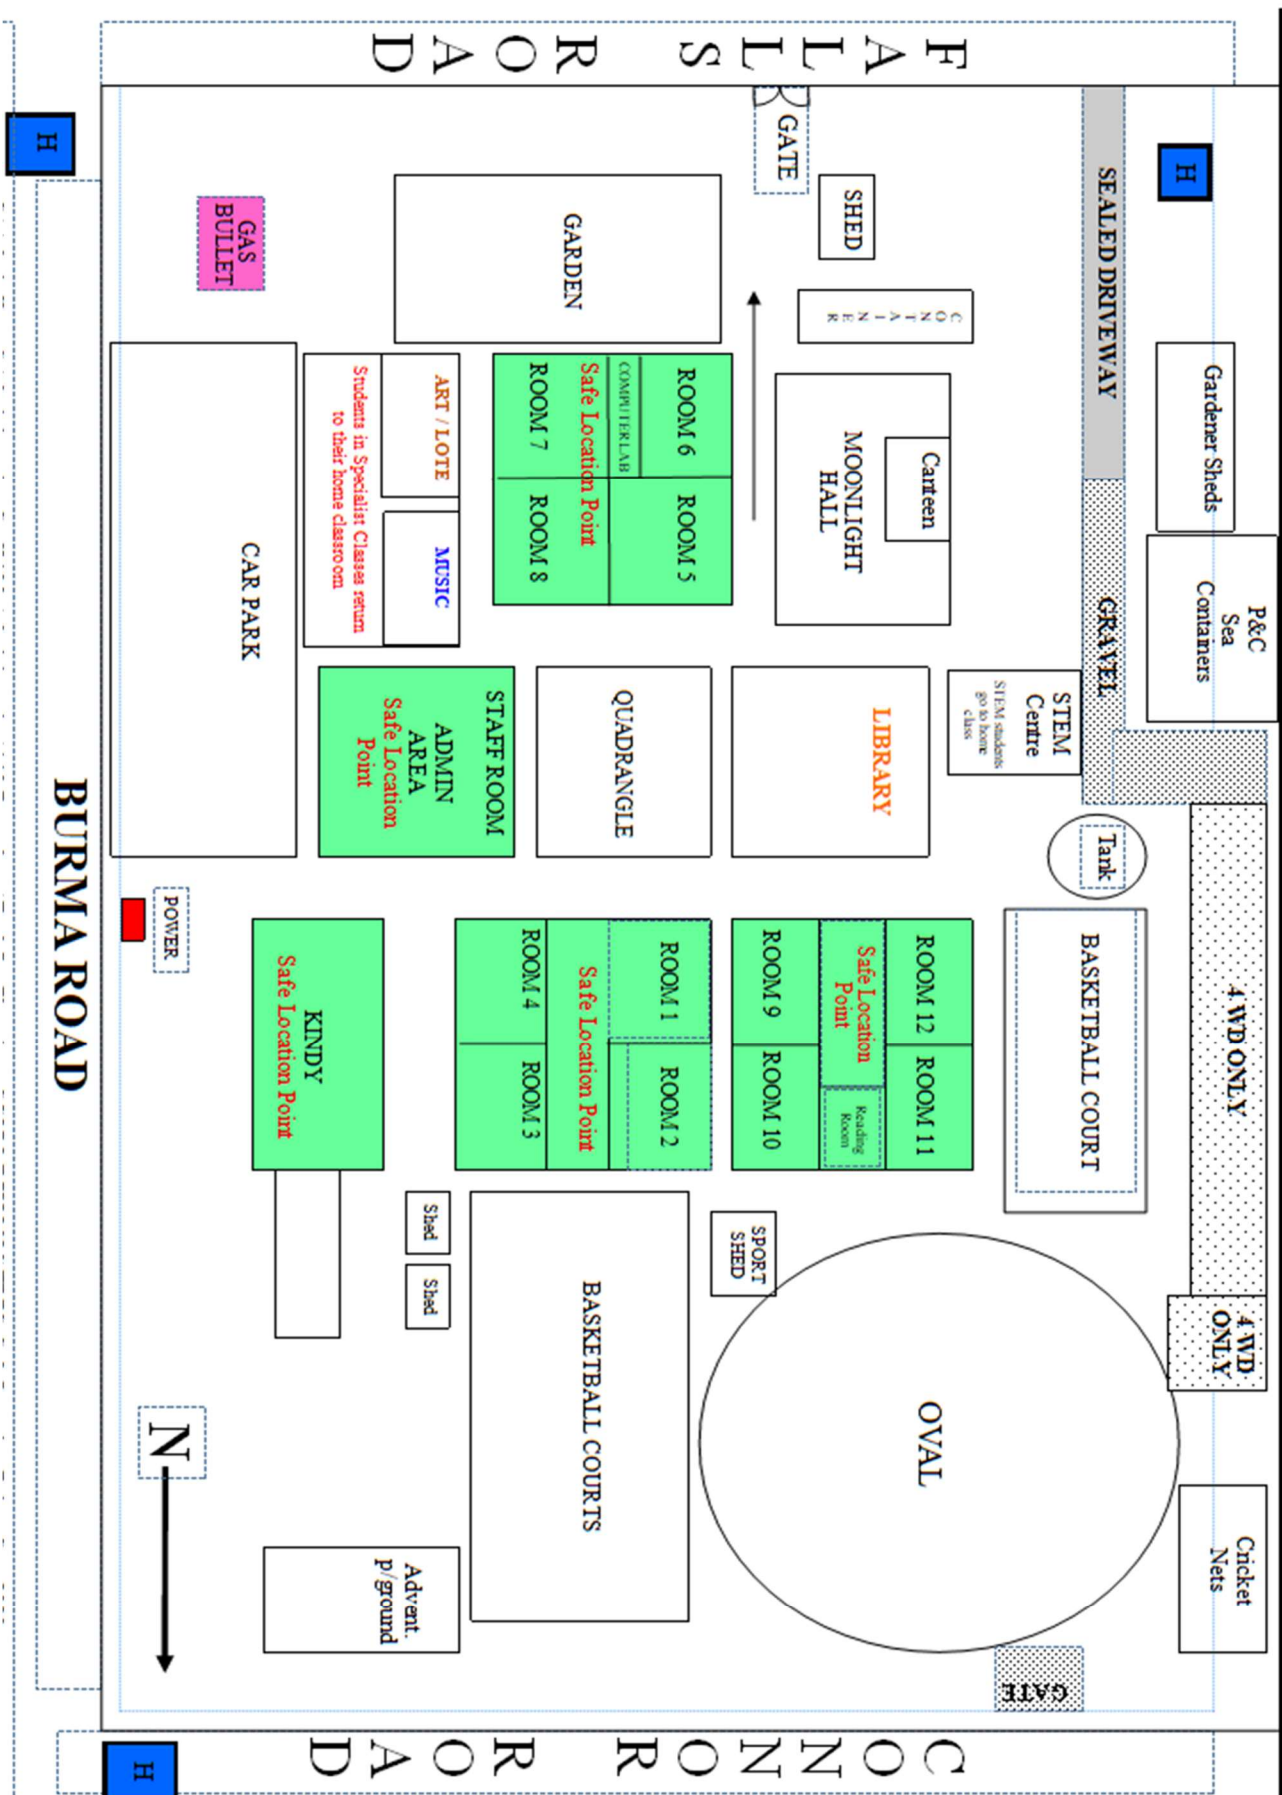 FALLS ROAD
H
SEALED DRIVEWAY
Gardener Sheds
P&C
Sea
Containers
GRAVEL
4 WD ONLY
4 WD
ONLY
Cricket
Nets
GATE
SHED
CONTAINER
Canteen
MOONLIGHT
HALL
STEM
Centre
STEM students
go to home
class
LIBRARY
Tank
BASKETBALL COURT
ROOM 12
ROOM 11
Safe Location
Point
Reading
Room
ROOM 9
ROOM 10
SPORT
SHED
OVAL
GATE
GARDEN
ROOM 6
ROOM 5
COMPUTER LAB
Safe Location Point
ROOM 7
ROOM 8
QUADRANGLE
ROOM 1
ROOM 2
Safe Location Point
ROOM 4
ROOM 3
BASKETBALL COURTS
ART / LOTE
MUSIC
Students in Specialist Classes return
to their home classroom
STAFF ROOM
ADMIN
AREA
Safe Location
Point
Shed
Shed
Advent.
p/ground
GAS
BULLET
CAR PARK
KINDY
Safe Location Point
POWER
N
H
BURMA ROAD
H
CONNOR ROAD